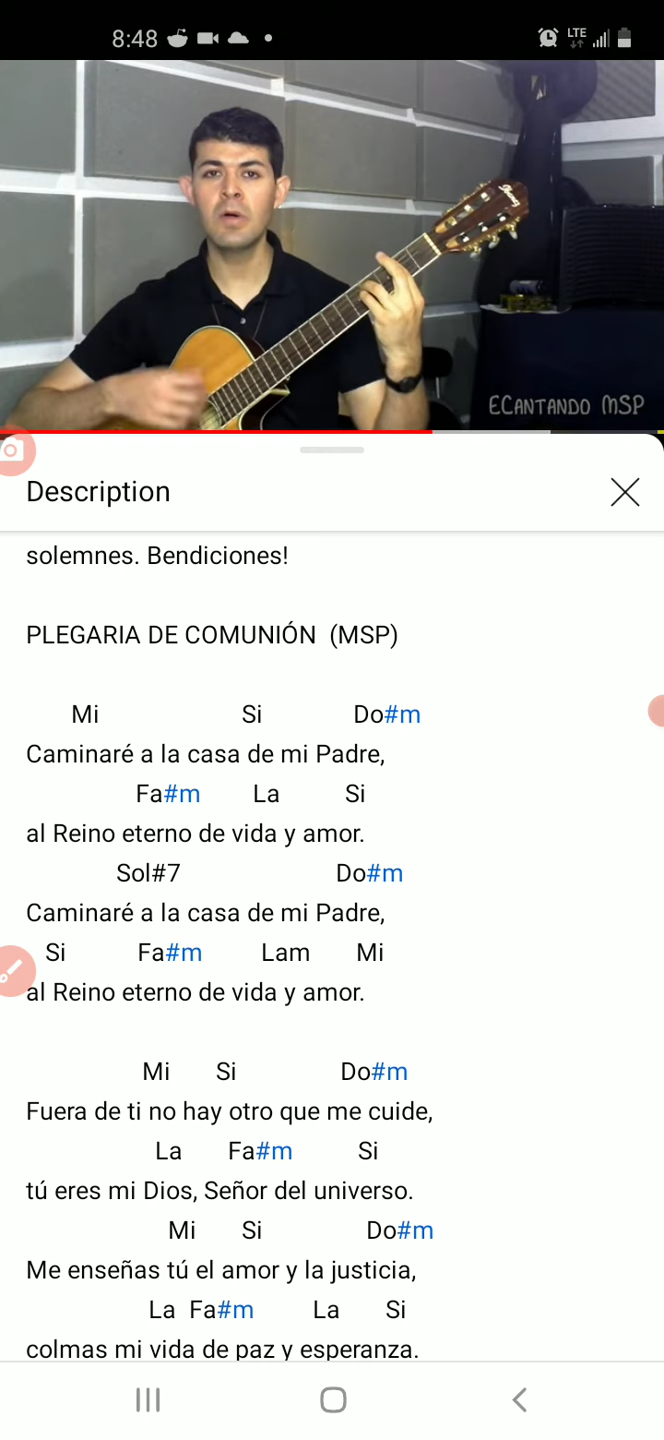 8:48
LTE
Ibanez
ECANTANDO MSP
Description
solemnes. Bendiciones!
PLEGARIA DE COMUNIÓN (MSP)
Mi Si Do#m
Caminaré a la casa de mi Padre,
Fa#m La Si
al Reino eterno de vida y amor.
Sol#7 Do#m
Caminaré a la casa de mi Padre,
Si Fa#m Lam Mi
al Reino eterno de vida y amor.
Mi Si Do#m
Fuera de ti no hay otro que me cuide,
La Fa#m Si
tú eres mi Dios, Señor del universo.
Mi Si Do#m
Me enseñas tú el amor y la justicia,
La Fa#m La Si
colmas mi vida de paz y esperanza.